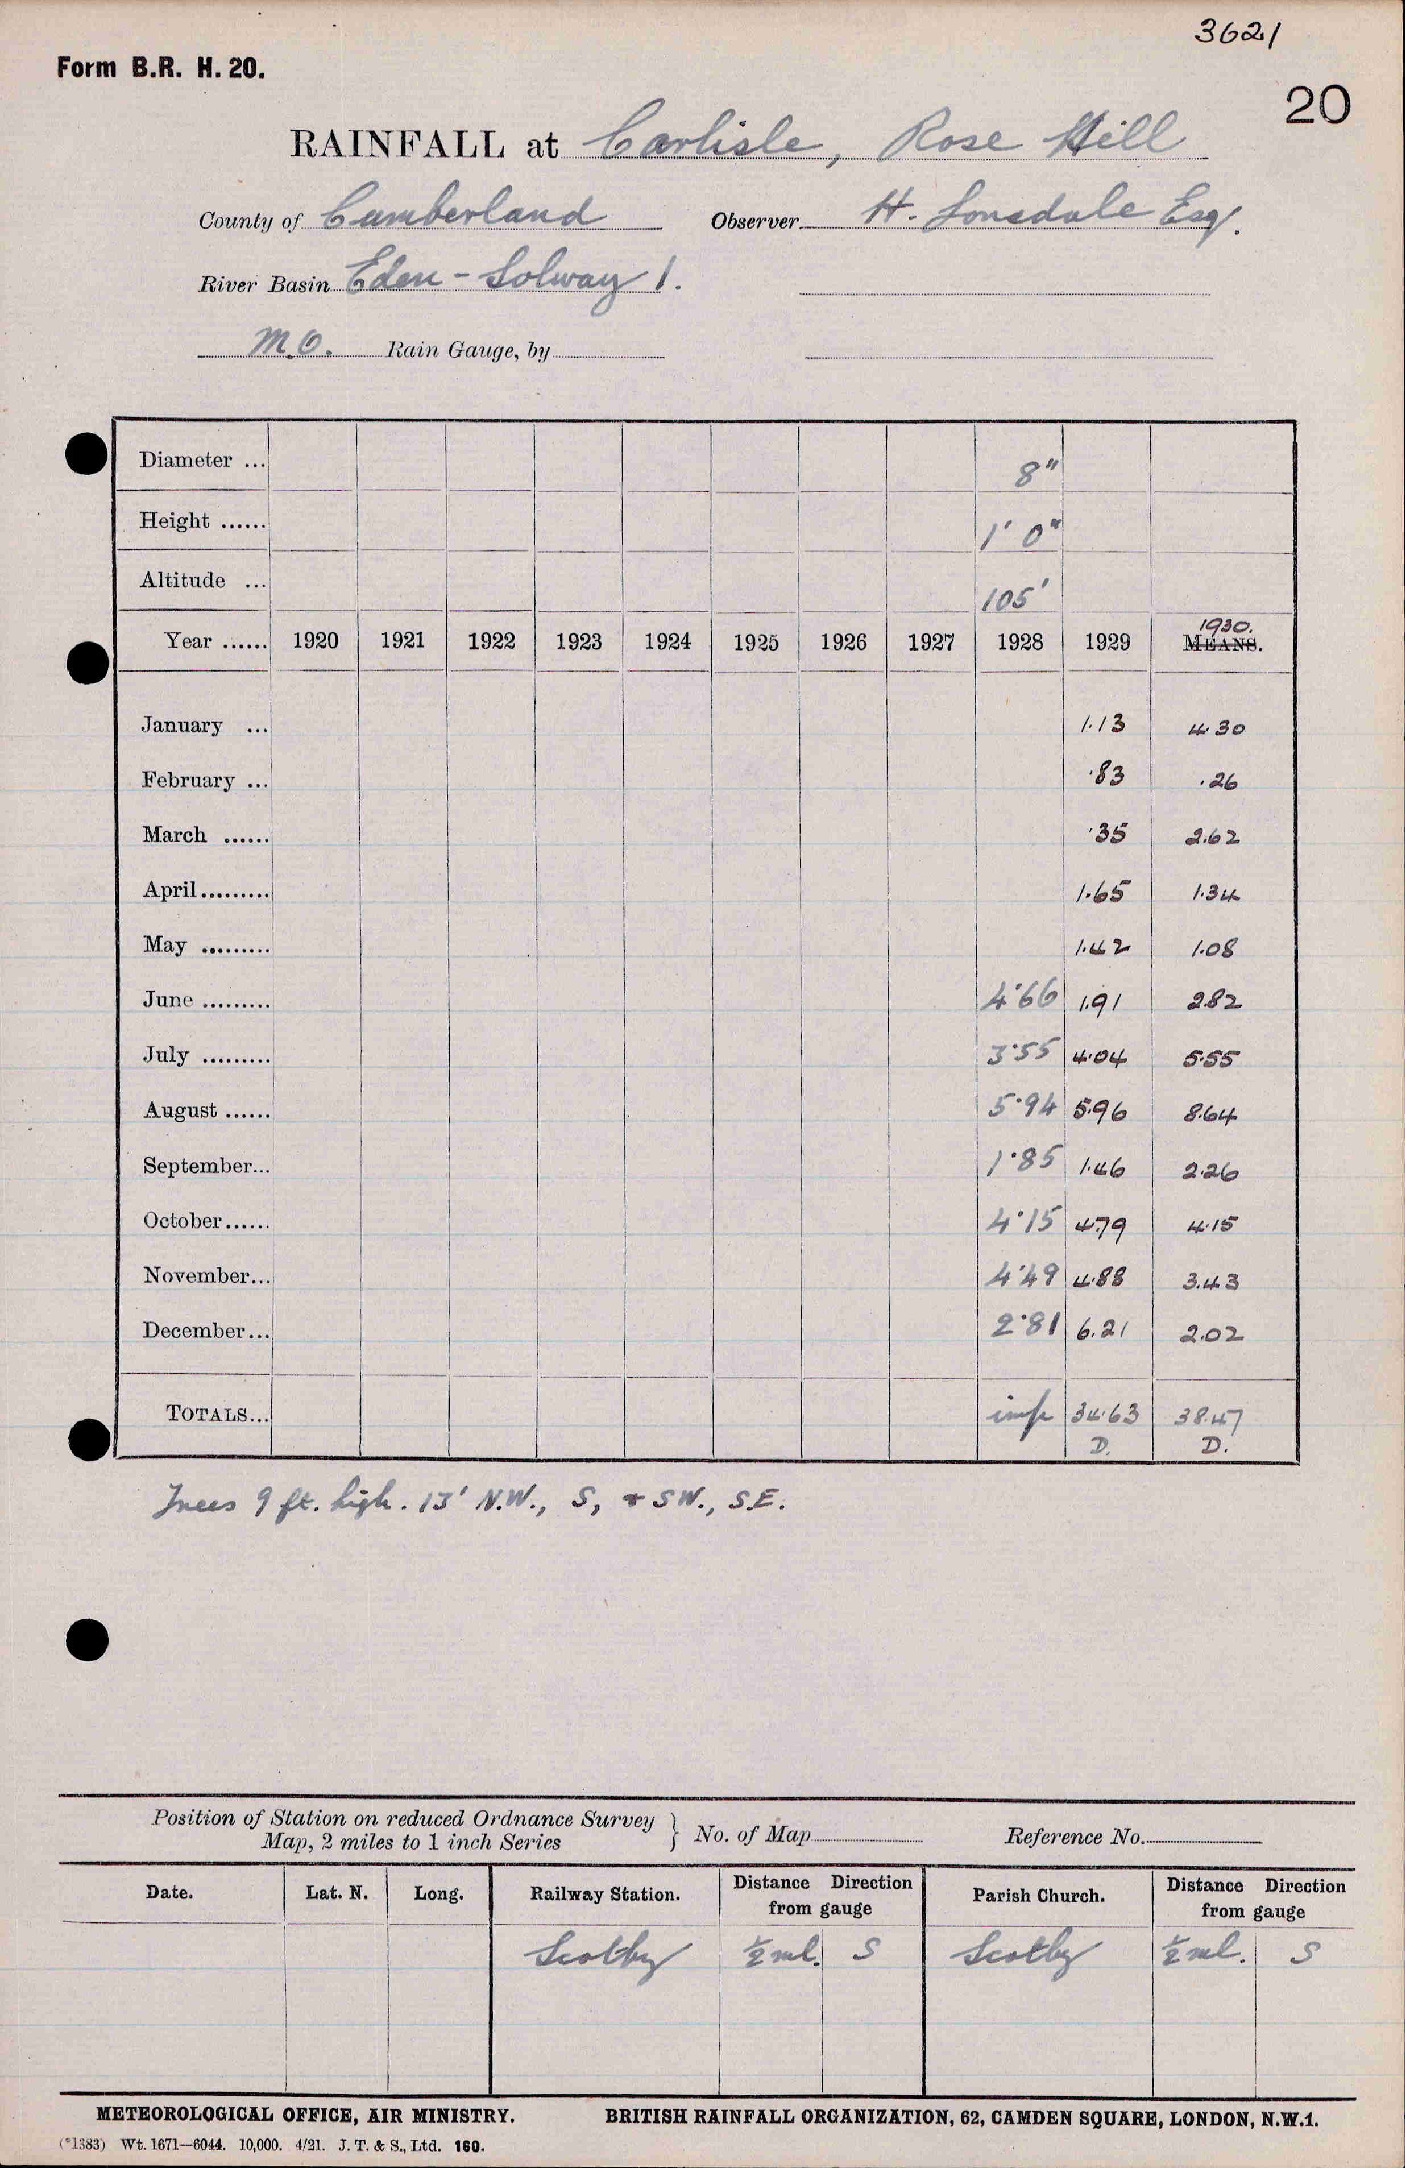 3621
Form B.R. H. 20.
20
RAINFALL at Carlisle, Rose Hill
County of Cumberland Observer H. Lonsdale Esq.
River Basin Eden - Solway 1.
M.O. Rain Gauge, by
Diameter ... 8"
Height ...... 1' 0"
Altitude ... 105'
1930.
Year ...... 1920 1921 1922 1923 1924 1925 1926 1927 1928 1929 MEANS.
January ... 1.13 4.30
February ... .83 .26
March ...... .35 2.62
April......... 1.65 1.34
May ......... 1.42 1.08
June ......... 4.66 1.91 2.82
July ......... 3.55 4.04 5.55
August ...... 5.94 5.96 8.64
September... 1.85 1.46 2.26
October...... 4.15 4.79 4.15
November... 4.49 4.88 3.43
December... 2.81 6.21 2.02
TOTALS... imp 34.63 38.47
D. D.
Trees 9 ft. high. 13' N.W., S, & SW., S.E.
Position of Station on reduced Ordnance Survey
Map, 2 miles to 1 inch Series } No. of Map Reference No.
Date. Lat. N. Long. Railway Station. Distance Direction from gauge Parish Church. Distance Direction from gauge
Scotby ½ ml. S Scotby ½ ml. S
METEOROLOGICAL OFFICE, AIR MINISTRY. BRITISH RAINFALL ORGANIZATION, 62, CAMDEN SQUARE, LONDON, N.W.1.
(*1383) Wt. 1671—6044. 10,000. 4/21. J. T. & S., Ltd. 160.